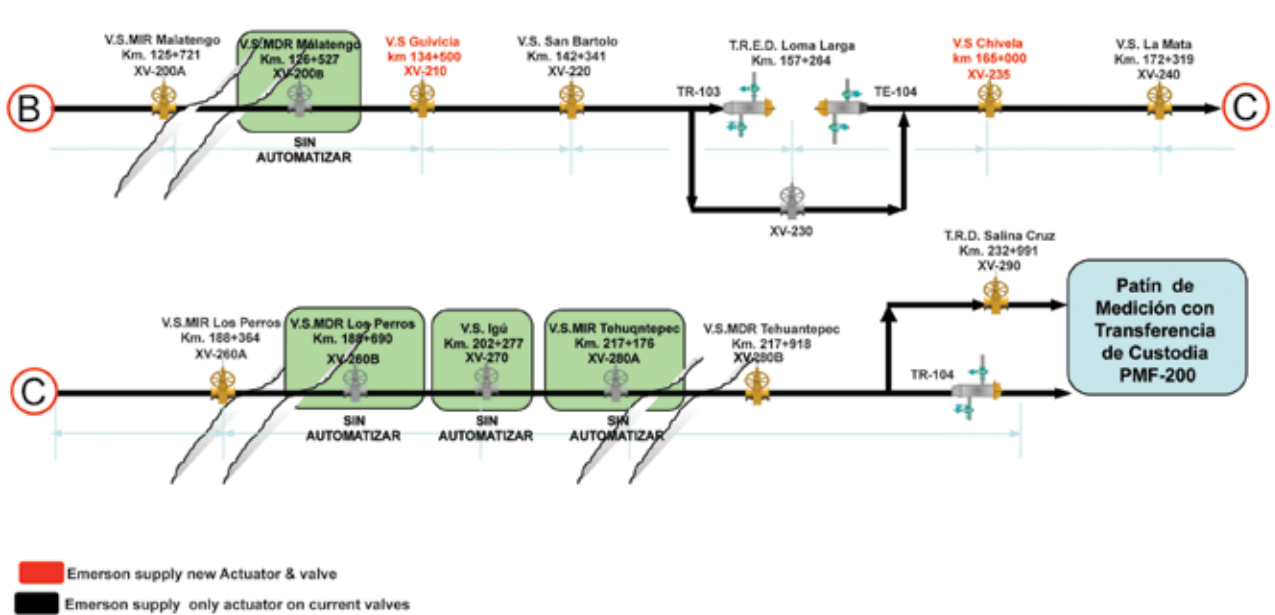 V.S.MIR Malatengo
Km. 125+721
XV-200A
V.S.MDR Malatengo
Km. 126+527
XV-200B
V.S Guivicia
km 134+500
XV-210
V.S. San Bartolo
Km. 142+341
XV-220
T.R.E.D. Loma Larga
Km. 157+264
V.S Chivela
km 165+000
XV-235
V.S. La Mata
Km. 172+319
XV-240
B
TR-103
TE-104
C
SIN
AUTOMATIZAR
XV-230
T.R.D. Salina Cruz
Km. 232+991
XV-290
Patín de
Medición con
Transferencia
de Custodia
PMF-200
V.S.MIR Los Perros
Km. 188+364
XV-260A
V.S.MDR Los Perros
Km. 188+690
XV-260B
V.S. Igú
Km. 202+277
XV-270
V.S.MIR Tehuqntepec
Km. 217+176
XV-280A
V.S.MDR Tehuantepec
Km. 217+918
XV-280B
TR-104
C
SIN
AUTOMATIZAR
SIN
AUTOMATIZAR
SIN
AUTOMATIZAR
Emerson supply new Actuator & valve
Emerson supply only actuator on current valves